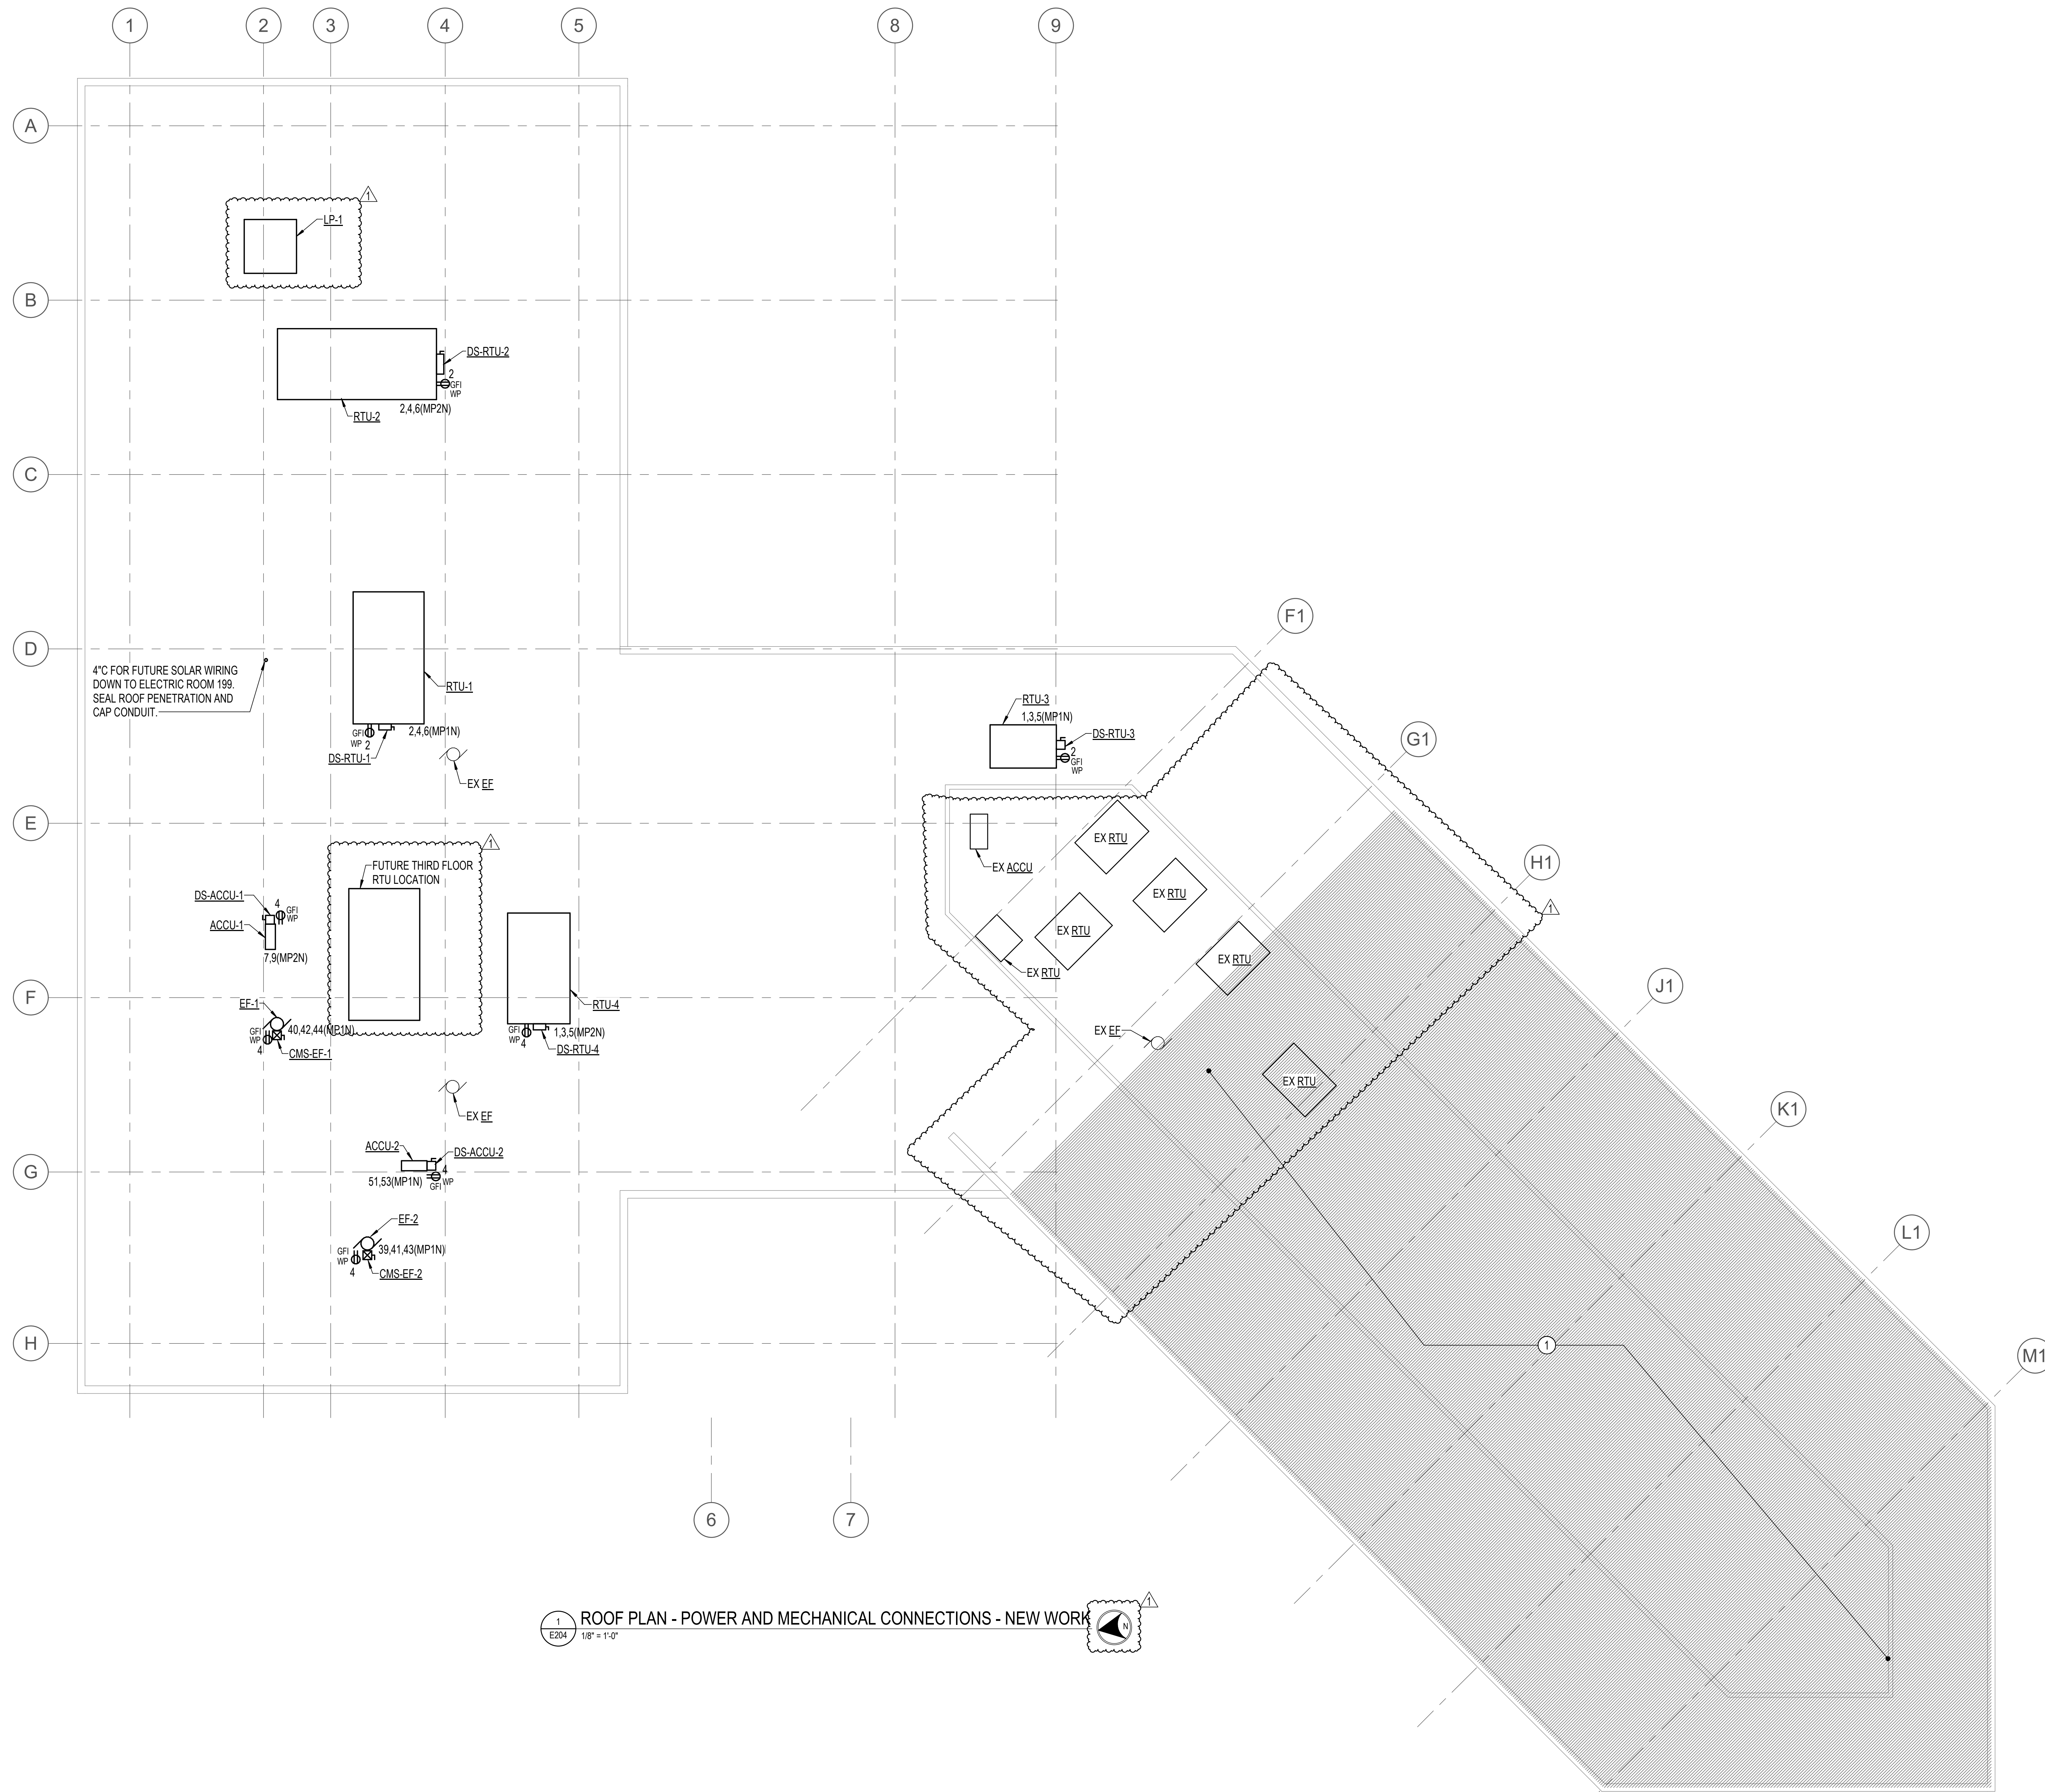 1
2
3
4
5
8
9
A
B
C
D
E
F
G
H
1
LP-1
DS-RTU-2
2
GFI
WP
2,4,6(MP2N)
RTU-2
4"C FOR FUTURE SOLAR WIRING
DOWN TO ELECTRIC ROOM 199.
SEAL ROOF PENETRATION AND
CAP CONDUIT.
RTU-1
2,4,6(MP1N)
GFI
WP
2
DS-RTU-1
EX EF
1
FUTURE THIRD FLOOR
RTU LOCATION
DS-ACCU-1
4
GFI
WP
ACCU-1
7,9(MP2N)
EF-1
40,42,44(MP1N)
GFI
WP
4
CMS-EF-1
RTU-4
GFI
WP
4
1,3,5(MP2N)
DS-RTU-4
EX EF
ACCU-2
DS-ACCU-2
4
51,53(MP1N)
GFI
WP
EF-2
GFI
WP
4
39,41,43(MP1N)
CMS-EF-2
RTU-3
1,3,5(MP1N)
DS-RTU-3
2
GFI
WP
F1
G1
H1
J1
K1
L1
M1
1
EX ACCU
EX RTU
EX RTU
EX RTU
EX RTU
EX RTU
EX EF
EX RTU
1
6
7
1
E204
ROOF PLAN - POWER AND MECHANICAL CONNECTIONS - NEW WORK
1/8" = 1'-0"
N
1